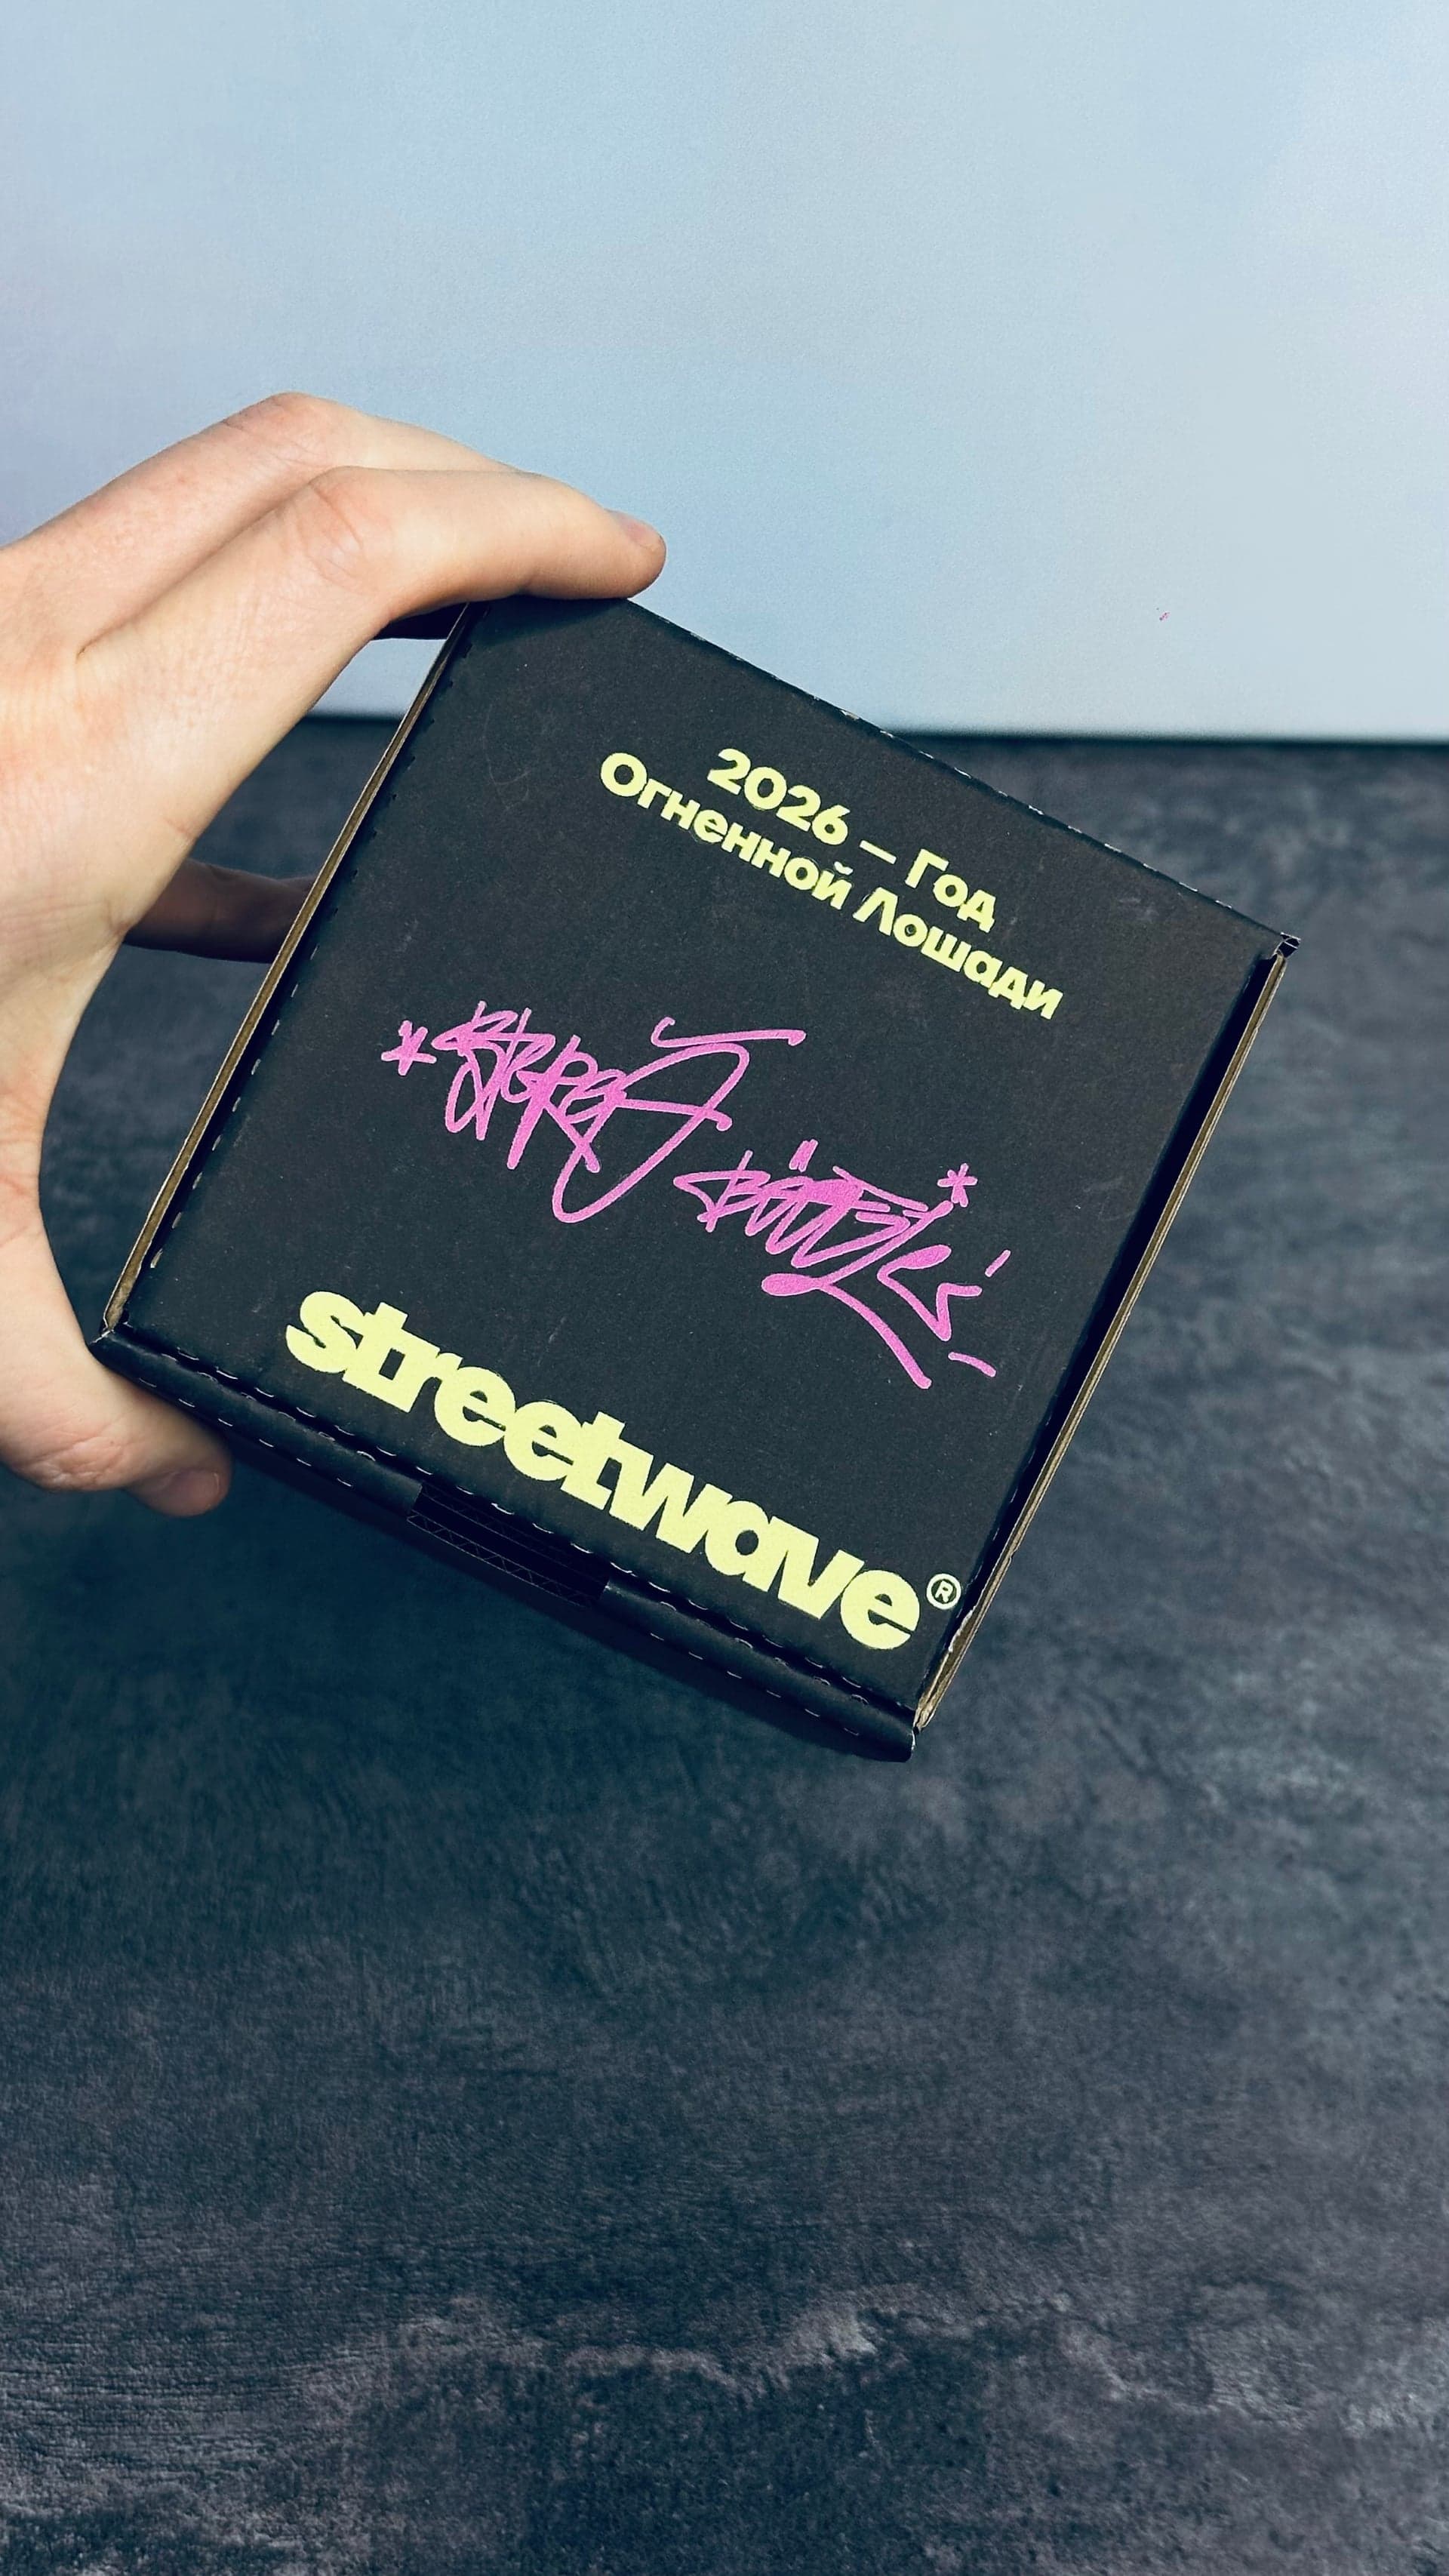 2026 – Год
Огненной Лошади
streetwave®